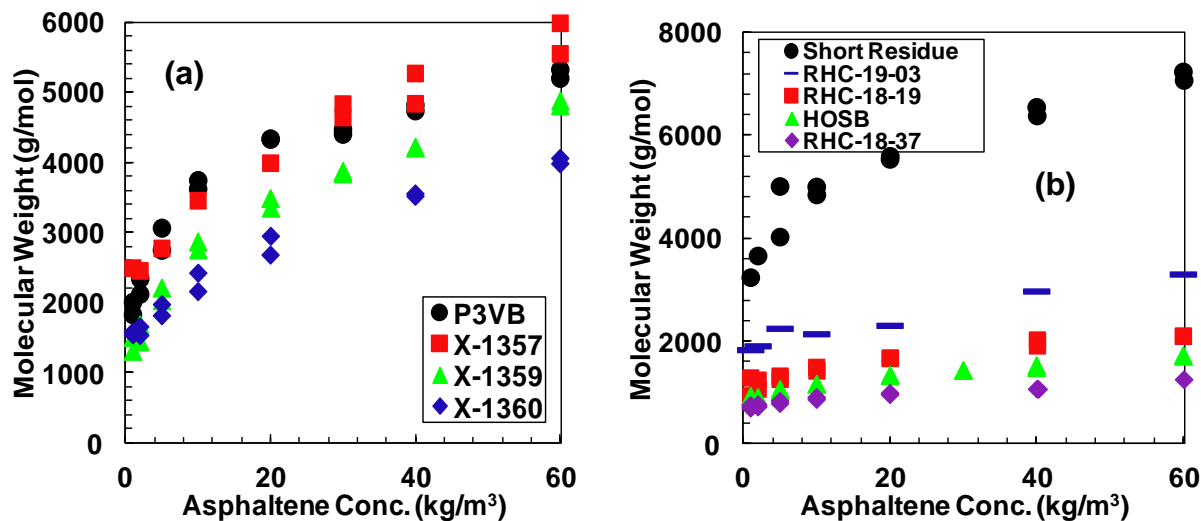 6000
5000
4000
3000
2000
1000
0
Molecular Weight (g/mol)
(a)
P3VB
X-1357
X-1359
X-1360
0
20
40
60
Asphaltene Conc. (kg/m³)
8000
6000
4000
2000
0
Molecular Weight (g/mol)
Short Residue
RHC-19-03
RHC-18-19
HOSB
RHC-18-37
(b)
0
20
40
60
Asphaltene Conc. (kg/m³)